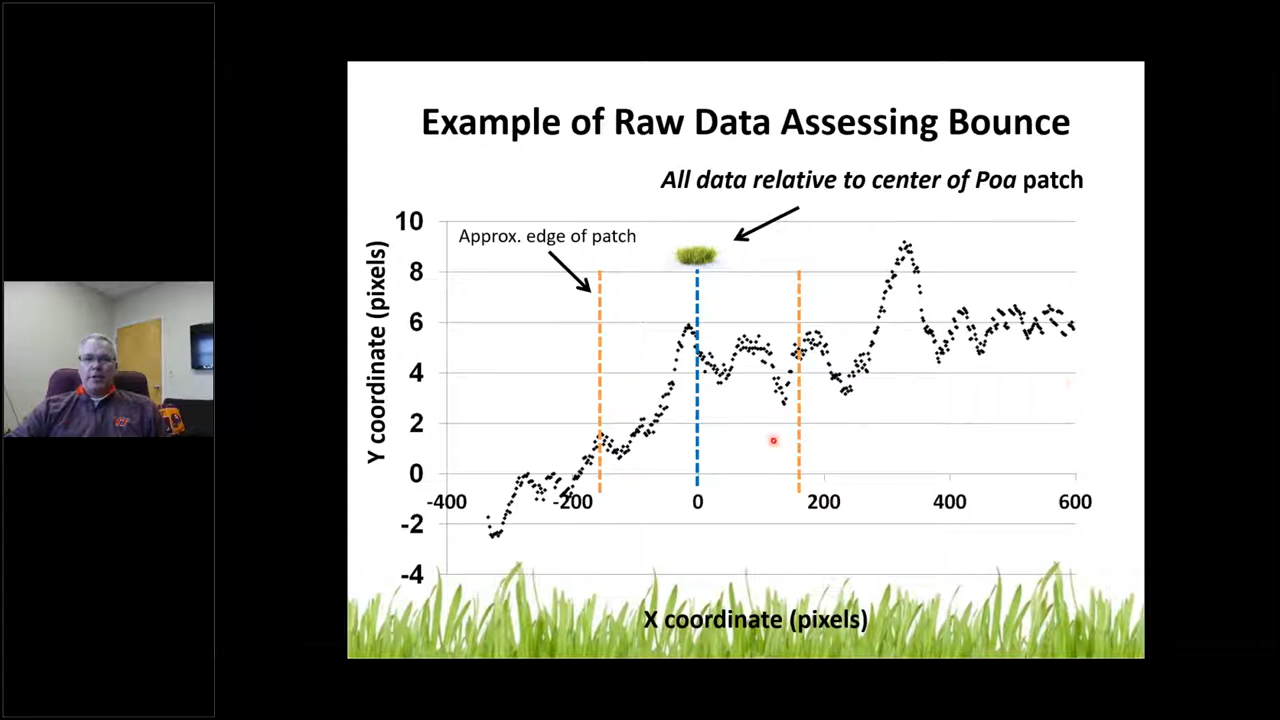 Example of Raw Data Assessing Bounce
All data relative to center of Poa patch
Approx. edge of patch
Y coordinate (pixels)
10
8
6
4
2
0
-2
-4
-400 -200 0 200 400 600
X coordinate (pixels)